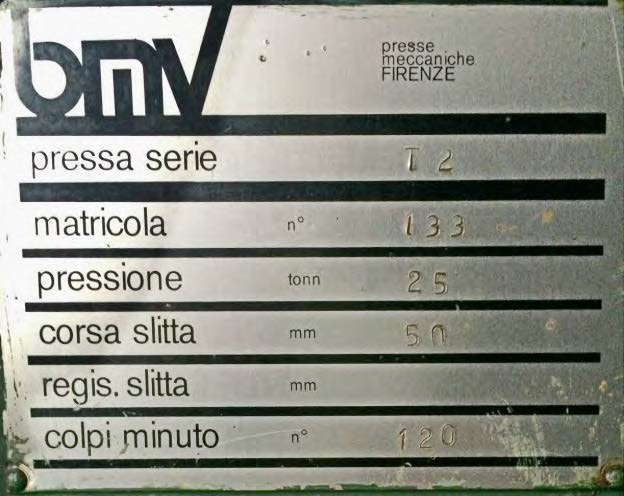 bmv
presse
meccaniche
FIRENZE
pressa serie T 2
matricola n° 133
pressione tonn 25
corsa slitta mm 50
regis. slitta mm
colpi minuto n° 120